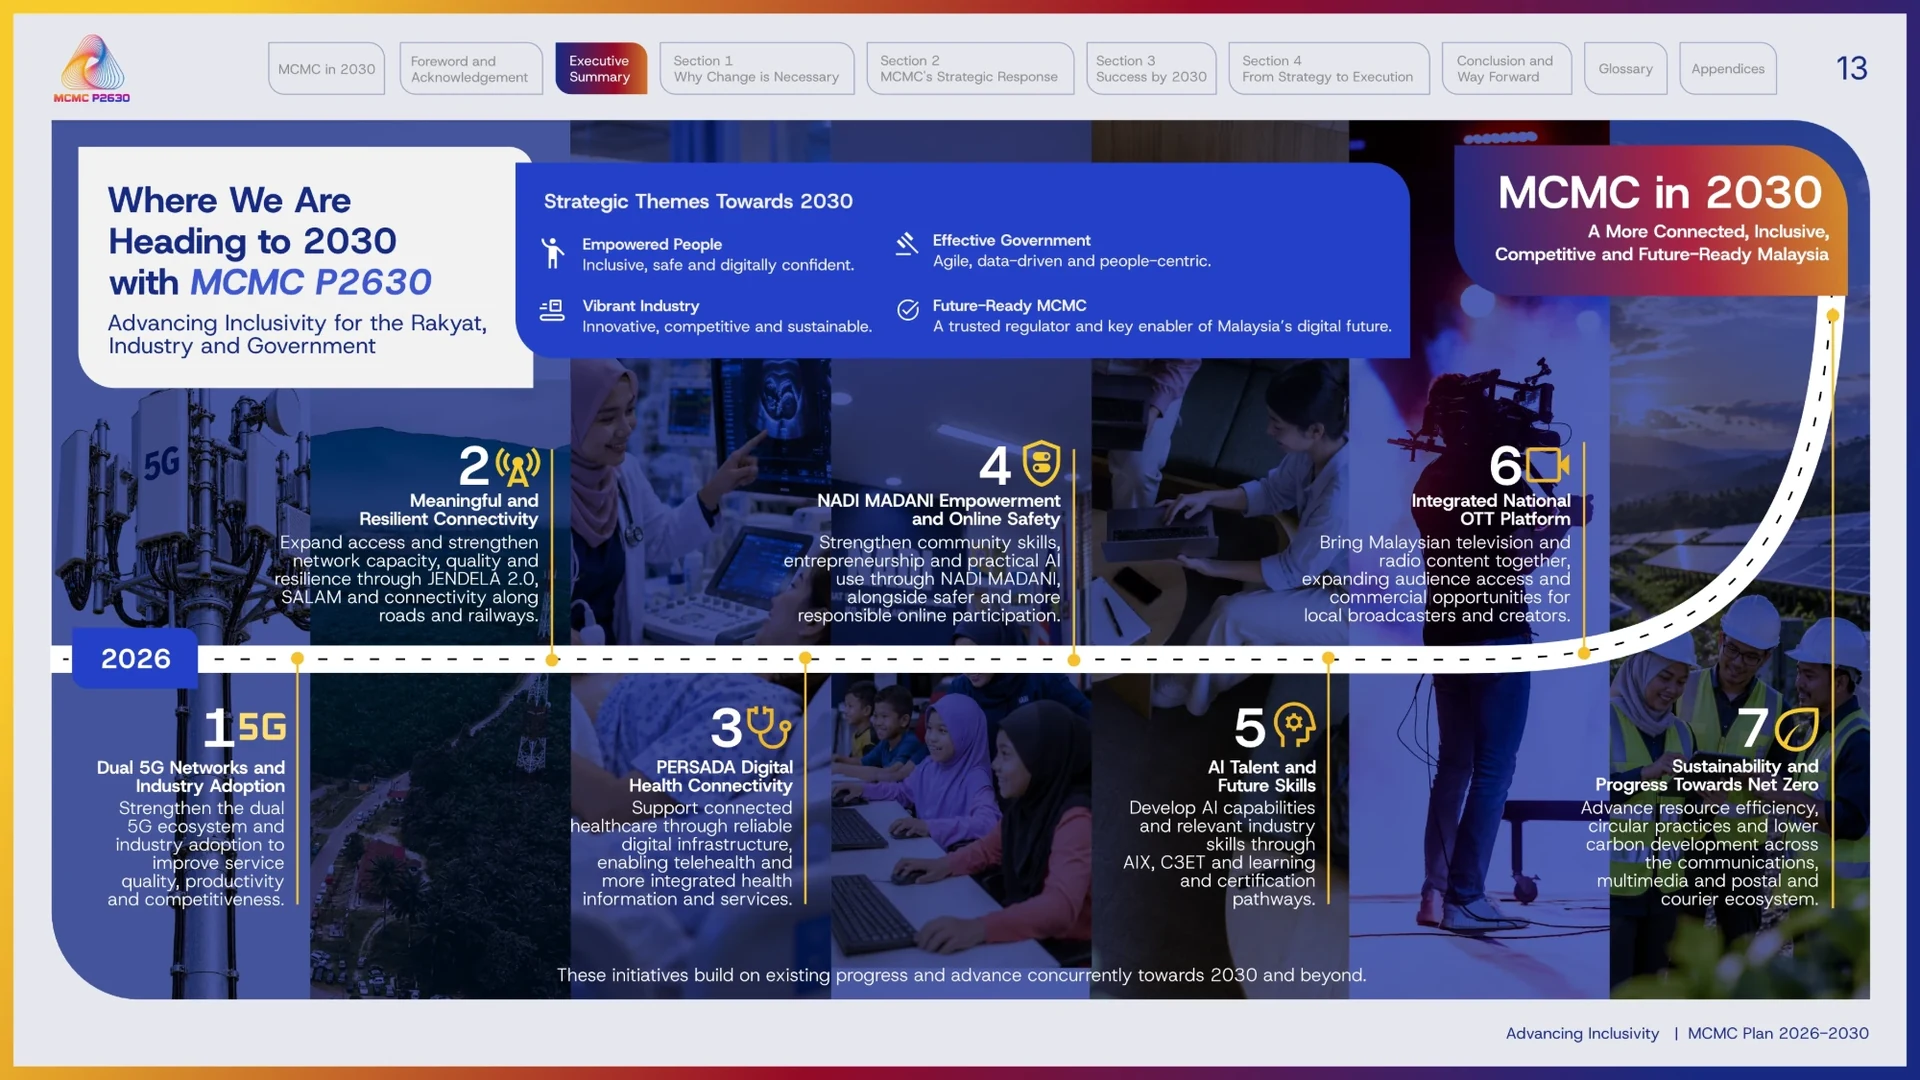 MCMC P2630
MCMC in 2030
Foreword and
Acknowledgement
Executive
Summary
Section 1
Why Change is Necessary
Section 2
MCMC's Strategic Response
Section 3
Success by 2030
Section 4
From Strategy to Execution
Conclusion and
Way Forward
Glossary
Appendices
13
Where We Are
Heading to 2030
with MCMC P2630
Advancing Inclusivity for the Rakyat,
Industry and Government
Strategic Themes Towards 2030
Empowered People
Inclusive, safe and digitally confident.
Effective Government
Agile, data-driven and people-centric.
Vibrant Industry
Innovative, competitive and sustainable.
Future-Ready MCMC
A trusted regulator and key enabler of Malaysia's digital future.
MCMC in 2030
A More Connected, Inclusive,
Competitive and Future-Ready Malaysia
5G
2
Meaningful and
Resilient Connectivity
Expand access and strengthen
network capacity, quality and
resilience through JENDELA 2.0,
SALAM and connectivity along
roads and railways.
4
NADI MADANI Empowerment
and Online Safety
Strengthen community skills,
entrepreneurship and practical AI
use through NADI MADANI,
alongside safer and more
responsible online participation.
6
Integrated National
OTT Platform
Bring Malaysian television and
radio content together,
expanding audience access and
commercial opportunities for
local broadcasters and creators.
2026
1 5G
Dual 5G Networks and
Industry Adoption
Strengthen the dual
5G ecosystem and
industry adoption to
improve service
quality, productivity
and competitiveness.
3
PERSADA Digital
Health Connectivity
Support connected
healthcare through reliable
digital infrastructure,
enabling telehealth and
more integrated health
information and services.
5
AI Talent and
Future Skills
Develop AI capabilities
and relevant industry
skills through
AIX, C3ET and learning
and certification
pathways.
7
Sustainability and
Progress Towards Net Zero
Advance resource efficiency,
circular practices and lower
carbon development across
the communications,
multimedia and postal and
courier ecosystem.
These initiatives build on existing progress and advance concurrently towards 2030 and beyond.
Advancing Inclusivity | MCMC Plan 2026-2030